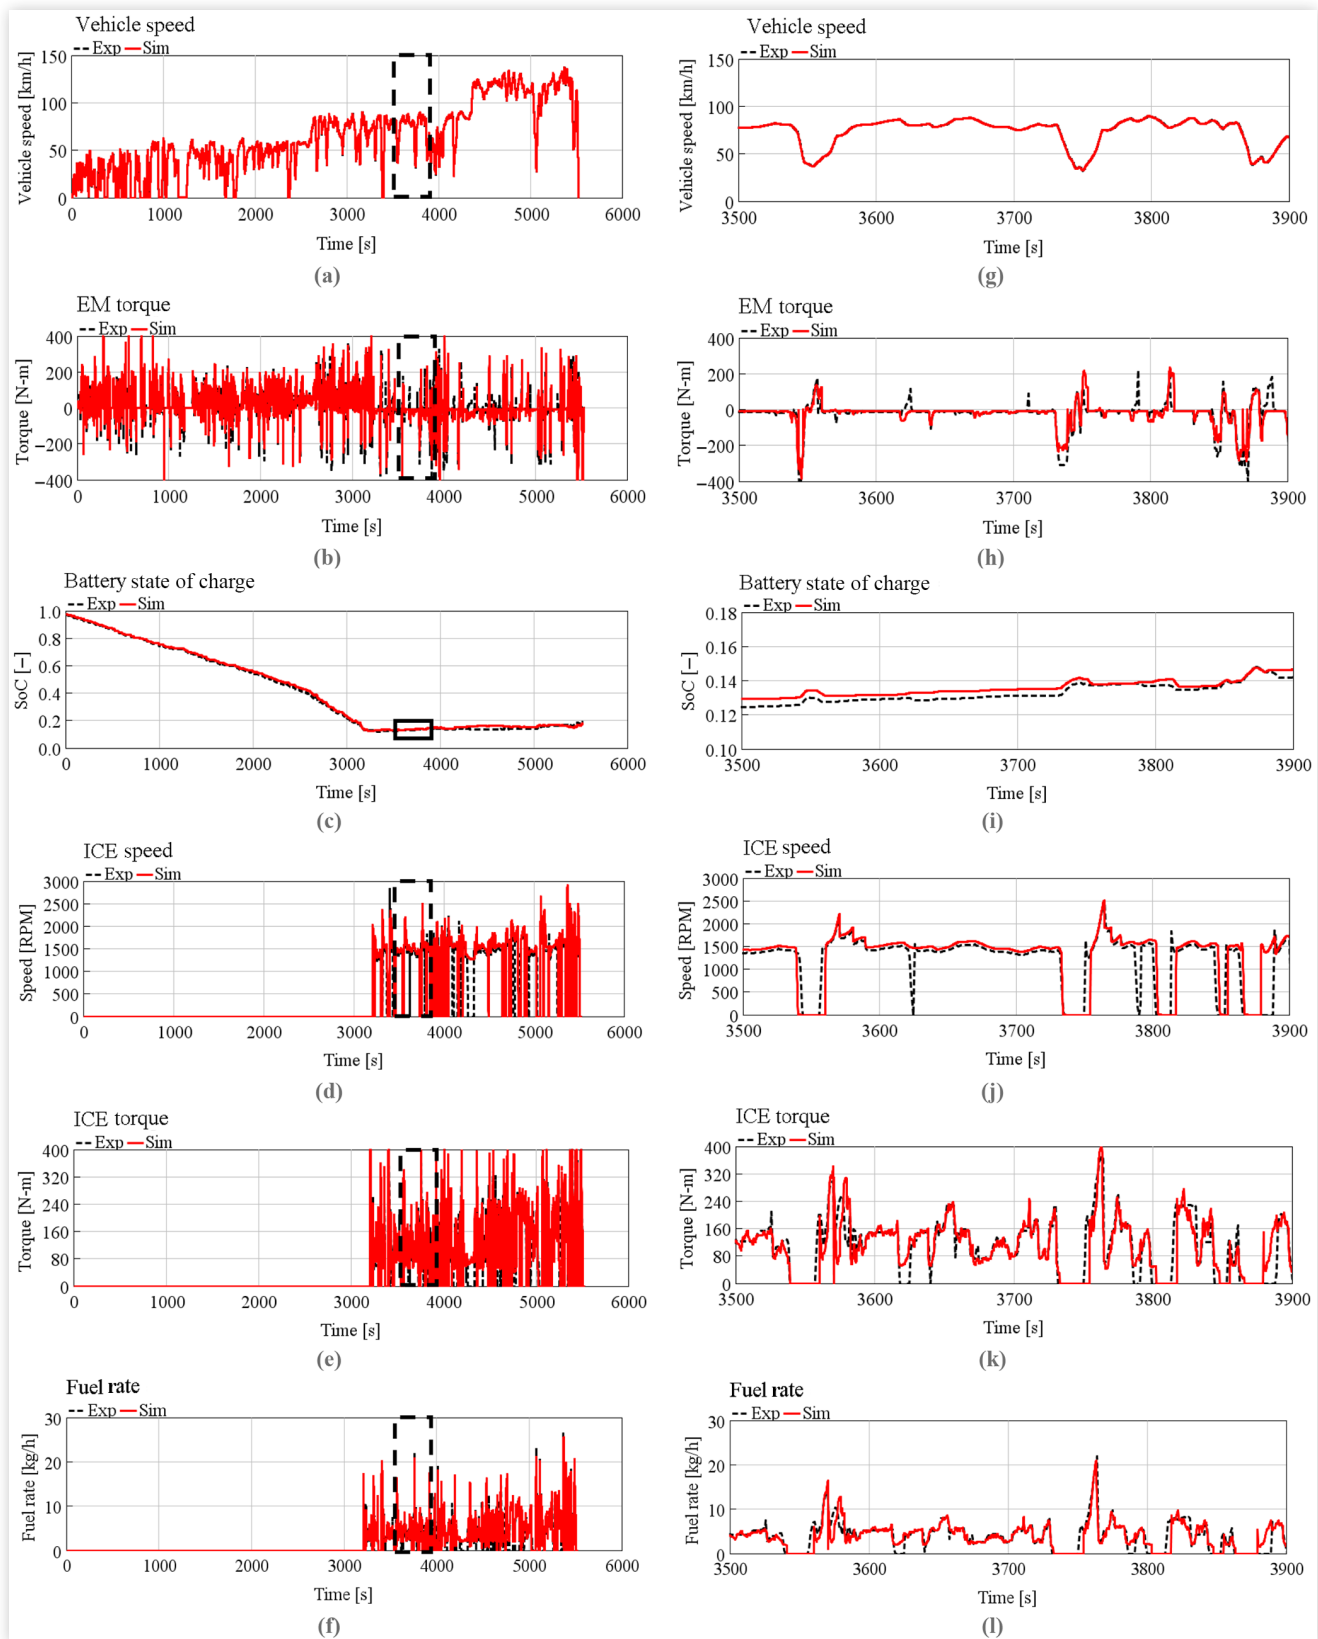 Vehicle speed
Exp Sim
Vehicle speed [km/h]
150
100
50
0
0 1000 2000 3000 4000 5000 6000
Time [s]
(a)
Vehicle speed
Exp Sim
Vehicle speed [km/h]
150
100
50
0
3500 3600 3700 3800 3900
Time [s]
(g)
EM torque
Exp Sim
Torque [N-m]
400
200
0
−200
−400
0 1000 2000 3000 4000 5000 6000
Time [s]
(b)
EM torque
Exp Sim
Torque [N-m]
400
200
0
−200
−400
3500 3600 3700 3800 3900
Time [s]
(h)
Battery state of charge
Exp Sim
SoC [−]
1.0
0.8
0.6
0.4
0.2
0.0
0 1000 2000 3000 4000 5000 6000
Time [s]
(c)
Battery state of charge
Exp Sim
SoC [−]
0.18
0.16
0.14
0.12
0.10
3500 3600 3700 3800 3900
Time [s]
(i)
ICE speed
Exp Sim
Speed [RPM]
3000
2500
2000
1500
1000
500
0
0 1000 2000 3000 4000 5000 6000
Time [s]
(d)
ICE speed
Exp Sim
Speed [RPM]
3000
2500
2000
1500
1000
500
0
3500 3600 3700 3800 3900
Time [s]
(j)
ICE torque
Exp Sim
Torque [N-m]
400
320
240
160
80
0
0 1000 2000 3000 4000 5000 6000
Time [s]
(e)
ICE torque
Exp Sim
Torque [N-m]
400
320
240
160
80
0
3500 3600 3700 3800 3900
Time [s]
(k)
Fuel rate
Exp Sim
Fuel rate [kg/h]
30
20
10
0
0 1000 2000 3000 4000 5000 6000
Time [s]
(f)
Fuel rate
Exp Sim
Fuel rate [kg/h]
30
20
10
0
3500 3600 3700 3800 3900
Time [s]
(l)